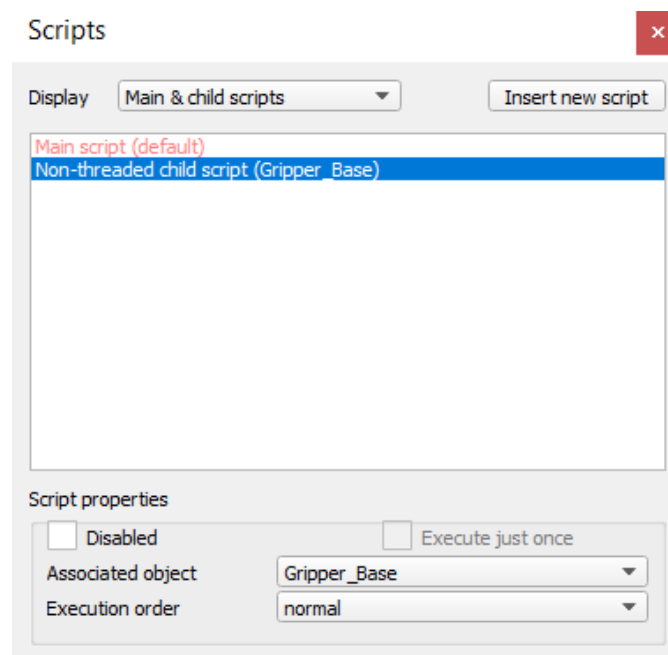 Scripts
Display Main & child scripts Insert new script
Main script (default)
Non-threaded child script (Gripper_Base)
Script properties
Disabled Execute just once
Associated object Gripper_Base
Execution order normal